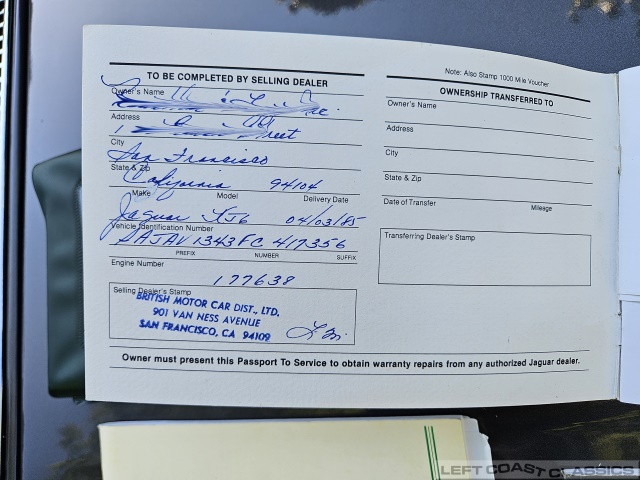 TO BE COMPLETED BY SELLING DEALER
Owner's Name
Inc.
Address
1
City
San Francisco
State & Zip
California 94104
Make Model Delivery Date
Jaguar XJ6 04/03/85
Vehicle Identification Number
SAJAV1343FC 417356
PREFIX NUMBER SUFFIX
Engine Number
177638
Selling Dealer's Stamp
BRITISH MOTOR CAR DIST., LTD.
901 VAN NESS AVENUE
SAN FRANCISCO, CA 94109
Note: Also Stamp 1000 Mile Voucher
OWNERSHIP TRANSFERRED TO
Owner's Name
Address
City
State & Zip
Date of Transfer Mileage
Transferring Dealer's Stamp
Owner must present this Passport To Service to obtain warranty repairs from any authorized Jaguar dealer.
LEFT COAST CLASSICS